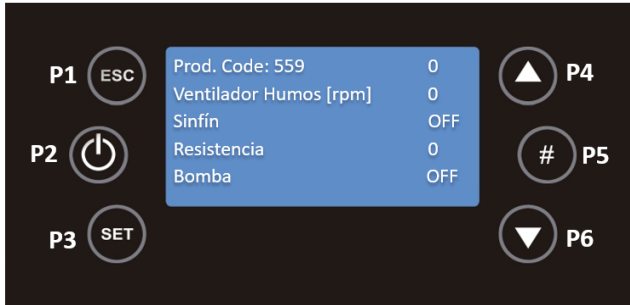 P1 ESC
P2
P3 SET
Prod. Code: 559 0
Ventilador Humos [rpm] 0
Sinfín OFF
Resistencia 0
Bomba OFF
P4
# P5
P6